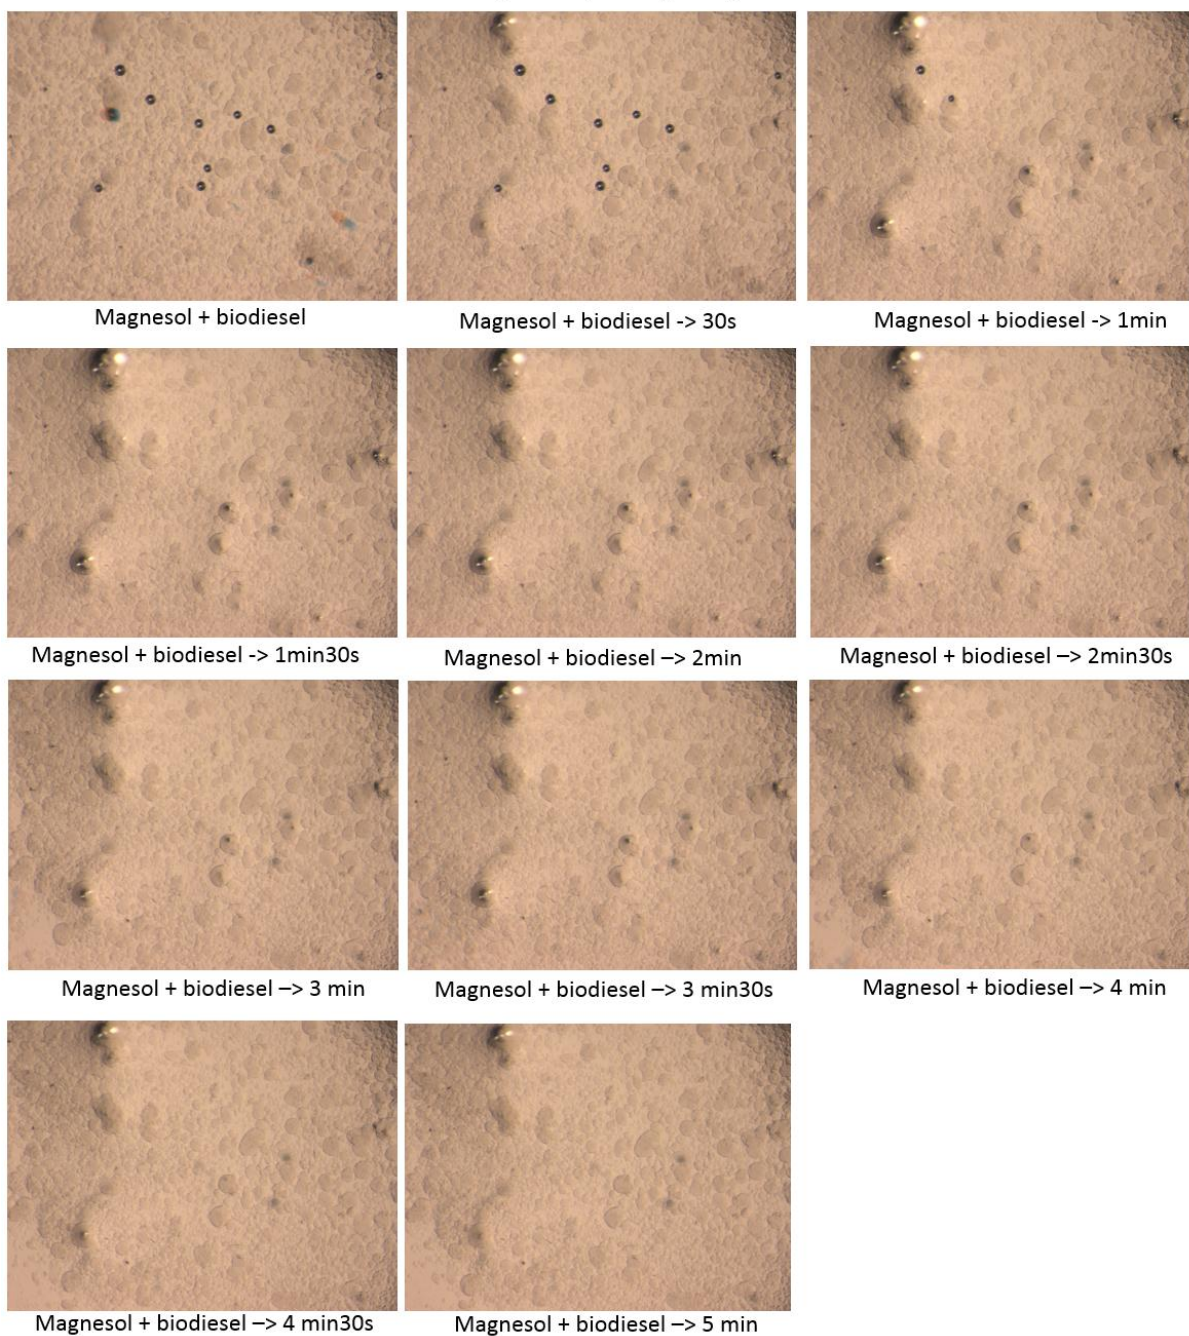 Magnesol + biodiesel
Magnesol + biodiesel -> 30s
Magnesol + biodiesel -> 1min
Magnesol + biodiesel -> 1min30s
Magnesol + biodiesel –> 2min
Magnesol + biodiesel –> 2min30s
Magnesol + biodiesel –> 3 min
Magnesol + biodiesel –> 3 min30s
Magnesol + biodiesel –> 4 min
Magnesol + biodiesel –> 4 min30s
Magnesol + biodiesel –> 5 min